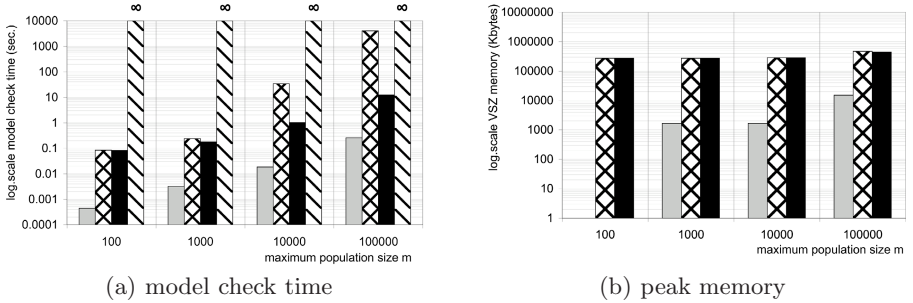 ∞ ∞ ∞ ∞
log.scale model check time (sec.)
10000
1000
100
10
1
0.1
0.01
0.001
0.0001
100 1000 10000 100000
maximum population size m
(a) model check time
log.scale VSZ memory (Kbytes)
10000000
1000000
100000
10000
1000
100
10
1
100 1000 10000 100000
maximum population size m
(b) peak memory